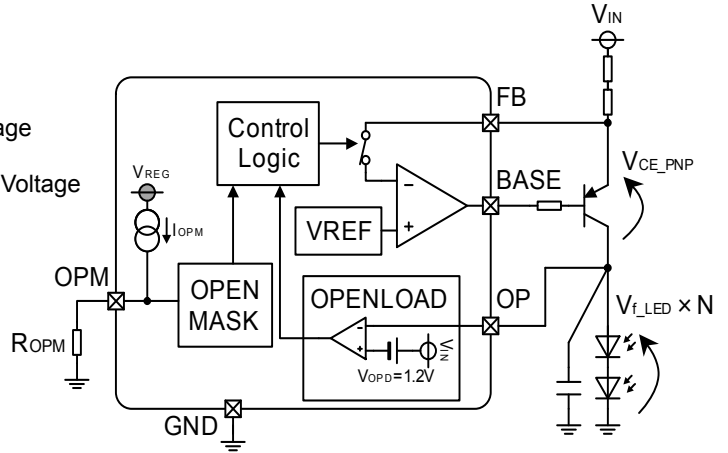 VIN
FB
age
Control
Logic
Voltage
VREG
IOPM
BASE
VCE_PNP
VREF
−
+
OPM
OPEN
MASK
OPENLOAD
OP
Vf_LED × N
ROPM
−
+
VIN
VOPD=1.2V
GND